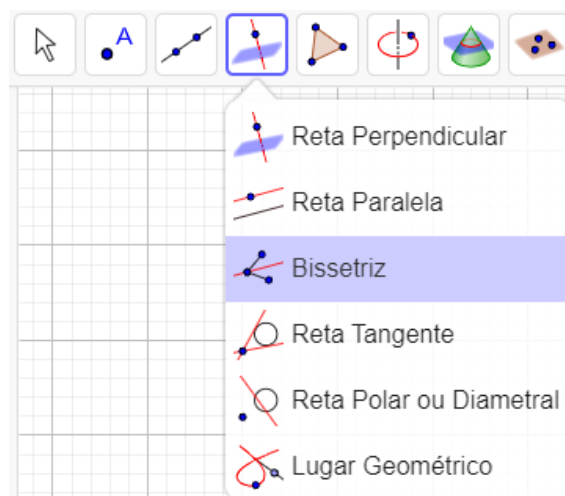 A
Reta Perpendicular
Reta Paralela
Bissetriz
Reta Tangente
Reta Polar ou Diametral
Lugar Geométrico